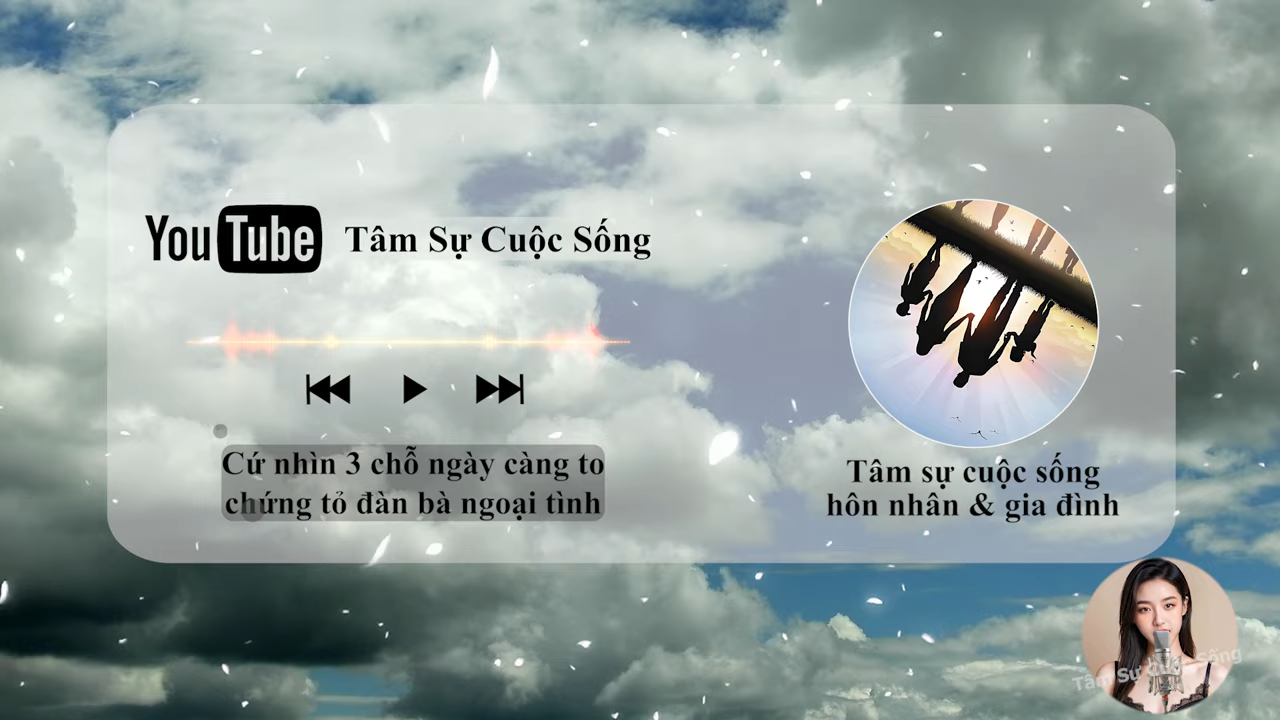 YouTube Tâm Sự Cuộc Sống
Cứ nhìn 3 chỗ ngày càng to
chứng tỏ đàn bà ngoại tình
Tâm sự cuộc sống
hôn nhân & gia đình
Tâm Sự Cuộc Sống